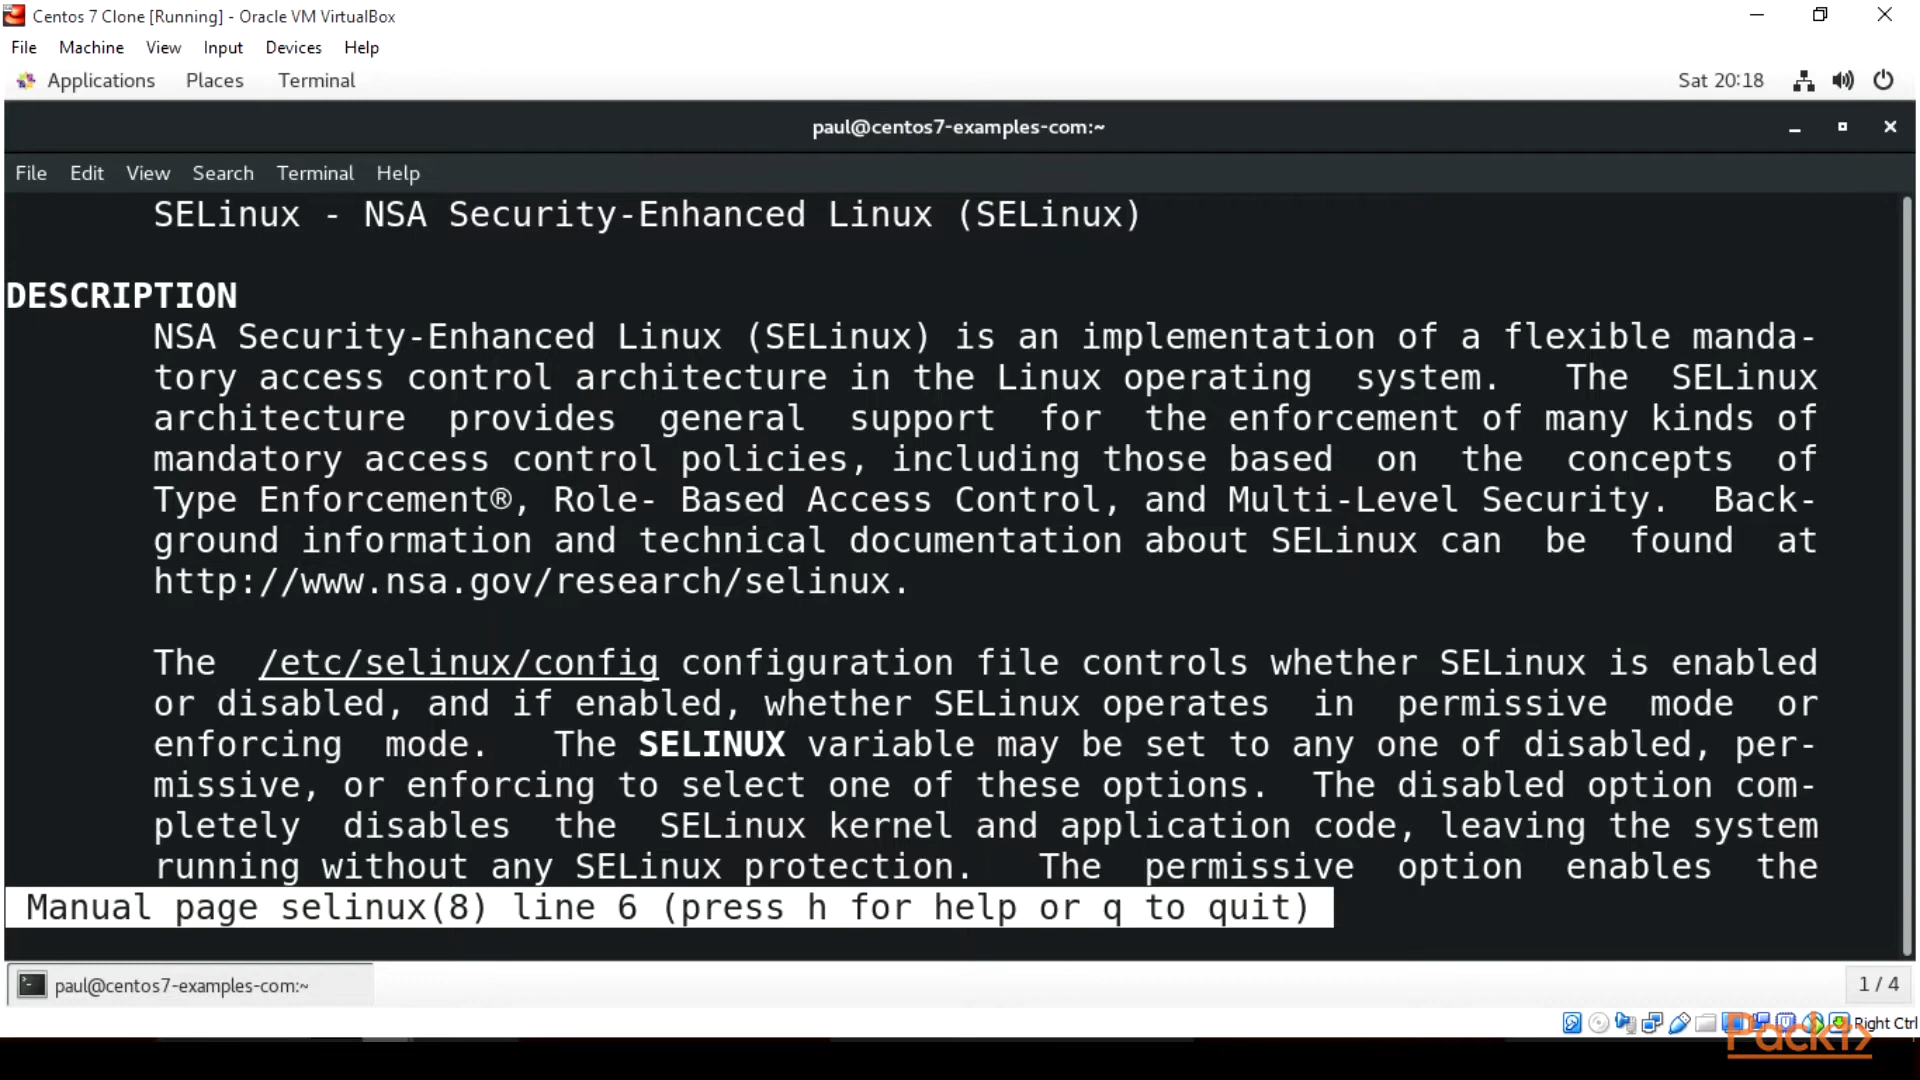 Centos 7 Clone [Running] - Oracle VM VirtualBox
File Machine View Input Devices Help
Applications Places Terminal Sat 20:18
paul@centos7-examples-com:~
File Edit View Search Terminal Help
SELinux - NSA Security-Enhanced Linux (SELinux)
DESCRIPTION
NSA Security-Enhanced Linux (SELinux) is an implementation of a flexible manda-
tory access control architecture in the Linux operating system. The SELinux
architecture provides general support for the enforcement of many kinds of
mandatory access control policies, including those based on the concepts of
Type Enforcement®, Role- Based Access Control, and Multi-Level Security. Back-
ground information and technical documentation about SELinux can be found at
http://www.nsa.gov/research/selinux.
The /etc/selinux/config configuration file controls whether SELinux is enabled
or disabled, and if enabled, whether SELinux operates in permissive mode or
enforcing mode. The SELINUX variable may be set to any one of disabled, per-
missive, or enforcing to select one of these options. The disabled option com-
pletely disables the SELinux kernel and application code, leaving the system
running without any SELinux protection. The permissive option enables the
Manual page selinux(8) line 6 (press h for help or q to quit)
paul@centos7-examples-com:~ 1 / 4
Right Ctrl
Packt>